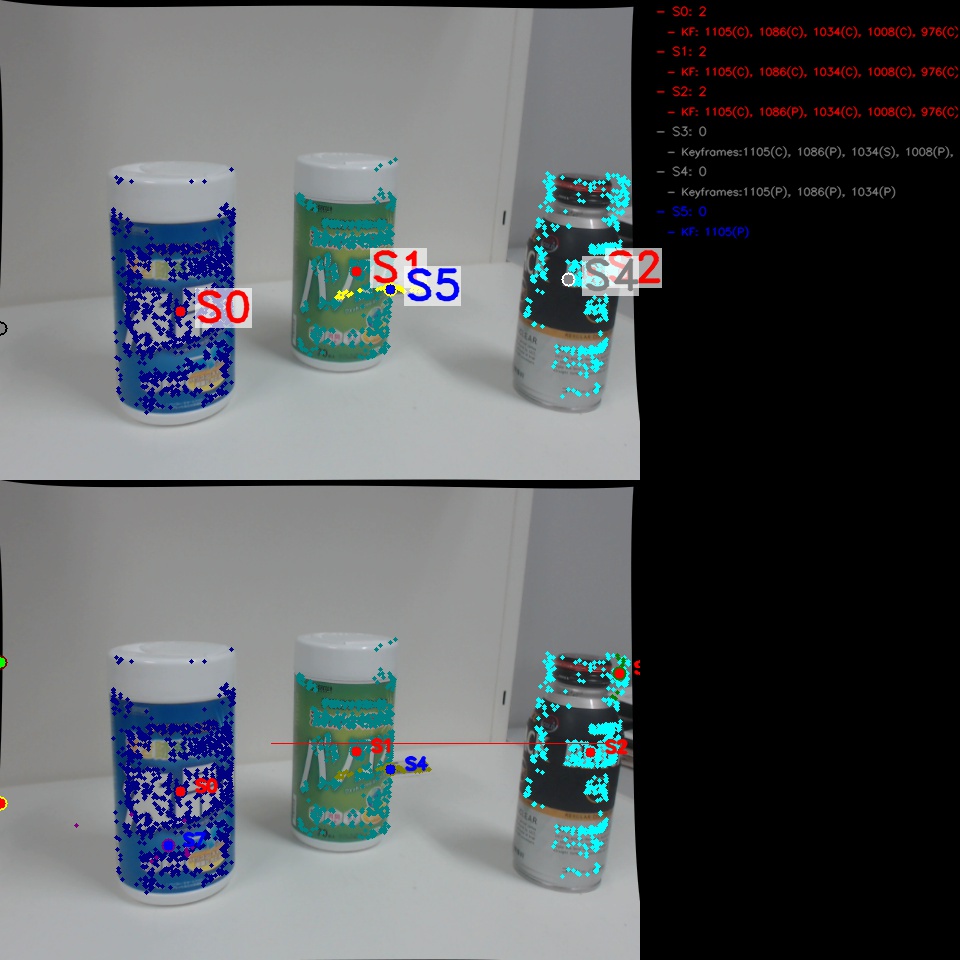 – S0: 2
– KF: 1105(C), 1086(C), 1034(C), 1008(C), 976(C)
– S1: 2
– KF: 1105(C), 1086(C), 1034(C), 1008(C), 976(C)
– S2: 2
– KF: 1105(C), 1086(P), 1034(C), 1008(C), 976(C)
– S3: 0
– Keyframes:1105(C), 1086(P), 1034(S), 1008(P),
– S4: 0
– Keyframes:1105(P), 1086(P), 1034(P)
– S5: 0
– KF: 1105(P)
S1
S5
S4
S2
S0
CLEAR
S1
S2
S4
S0
S7
CLEAR